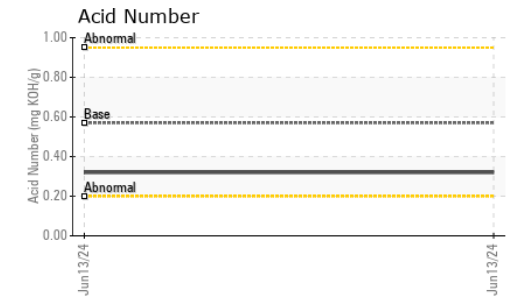 Acid Number
Acid Number (mg KOH/g)
1.00
0.80
0.60
0.40
0.20
0.00
Abnormal
Base
Abnormal
Jun13/24
Jun13/24